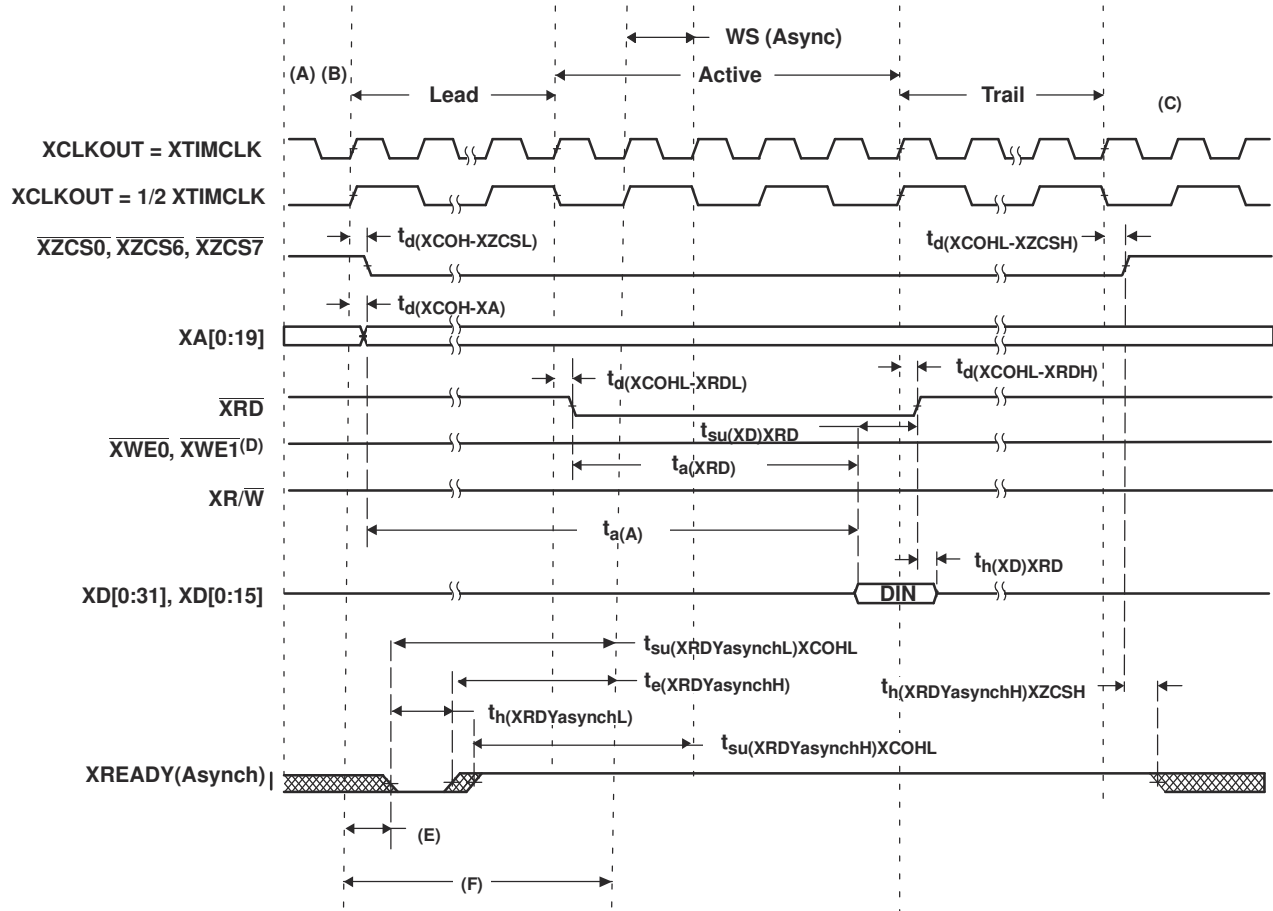 WS (Async)
(A) (B)
Active
Lead
Trail
(C)
XCLKOUT = XTIMCLK
XCLKOUT = 1/2 XTIMCLK
XZCS0, XZCS6, XZCS7
td(XCOH-XZCSL)
td(XCOHL-XZCSH)
td(XCOH-XA)
XA[0:19]
td(XCOHL-XRDL)
td(XCOHL-XRDH)
XRD
tsu(XD)XRD
XWE0, XWE1(D)
ta(XRD)
XR/W
ta(A)
th(XD)XRD
XD[0:31], XD[0:15]
DIN
tsu(XRDYasynchL)XCOHL
te(XRDYasynchH)
th(XRDYasynchH)XZCSH
th(XRDYasynchL)
tsu(XRDYasynchH)XCOHL
XREADY(Asynch)
(E)
(F)